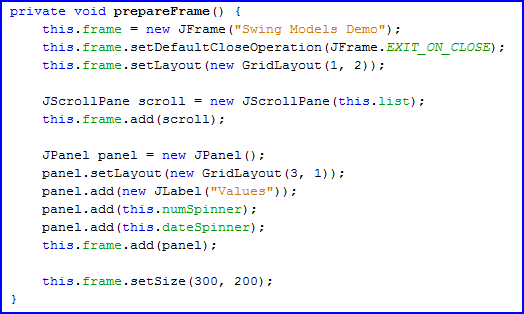 private void prepareFrame() {
    this.frame = new JFrame("Swing Models Demo");
    this.frame.setDefaultCloseOperation(JFrame.EXIT_ON_CLOSE);
    this.frame.setLayout(new GridLayout(1, 2));

    JScrollPane scroll = new JScrollPane(this.list);
    this.frame.add(scroll);

    JPanel panel = new JPanel();
    panel.setLayout(new GridLayout(3, 1));
    panel.add(new JLabel("Values"));
    panel.add(this.numSpinner);
    panel.add(this.dateSpinner);
    this.frame.add(panel);

    this.frame.setSize(300, 200);
}